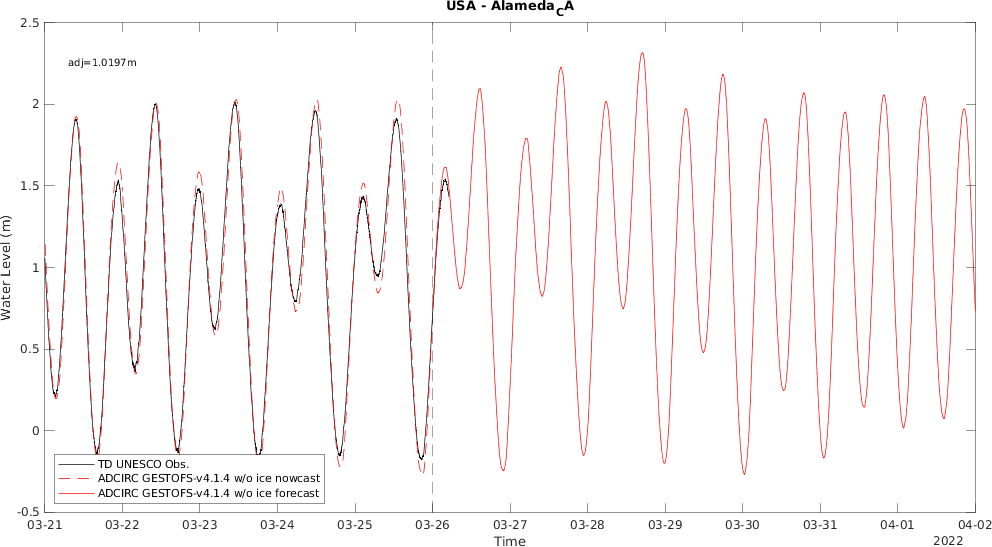 USA - Alameda_CA
adj=1.0197m
Water Level (m)
2.5
2
1.5
1
0.5
0
-0.5
TD UNESCO Obs.
ADCIRC GESTOFS-v4.1.4 w/o ice nowcast
ADCIRC GESTOFS-v4.1.4 w/o ice forecast
03-21 03-22 03-23 03-24 03-25 03-26 03-27 03-28 03-29 03-30 03-31 04-01 04-02
Time
2022